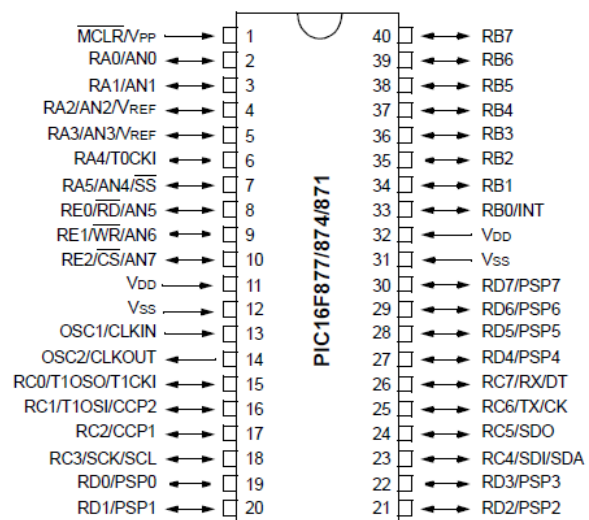 M̅C̅L̅R̅/VPP 1 40 RB7
RA0/AN0 2 39 RB6
RA1/AN1 3 38 RB5
RA2/AN2/VREF 4 37 RB4
RA3/AN3/VREF 5 36 RB3
RA4/T0CKI 6 35 RB2
RA5/AN4/S̅S̅ 7 34 RB1
RE0/R̅D̅/AN5 8 33 RB0/INT
RE1/W̅R̅/AN6 9 32 VDD
RE2/C̅S̅/AN7 10 31 VSS
VDD 11 30 RD7/PSP7
VSS 12 29 RD6/PSP6
OSC1/CLKIN 13 28 RD5/PSP5
OSC2/CLKOUT 14 27 RD4/PSP4
RC0/T1OSO/T1CKI 15 26 RC7/RX/DT
RC1/T1OSI/CCP2 16 25 RC6/TX/CK
RC2/CCP1 17 24 RC5/SDO
RC3/SCK/SCL 18 23 RC4/SDI/SDA
RD0/PSP0 19 22 RD3/PSP3
RD1/PSP1 20 21 RD2/PSP2
PIC16F877/874/871